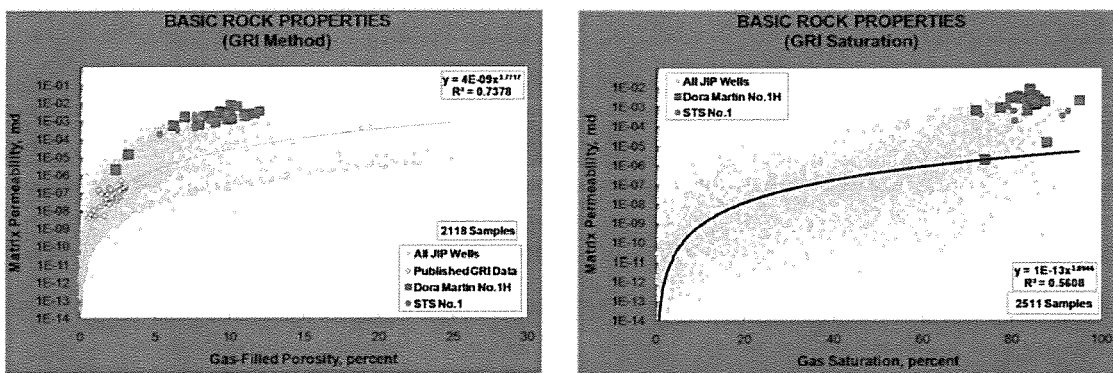 BASIC ROCK PROPERTIES
(GRI Method)
Matrix Permeability, md
1E-01
1E-02
1E-03
1E-04
1E-05
1E-06
1E-07
1E-08
1E-09
1E-10
1E-11
1E-12
1E-13
1E-14
R² = 0.7378
2118 Samples
All JIP Wells
Published GRI Data
Dora Martin No.1H
STS No.1
0 5 10 15 20 25 30
Gas-Filled Porosity, percent
BASIC ROCK PROPERTIES
(GRI Saturation)
Matrix Permeability, md
1E-01
1E-02
1E-03
1E-04
1E-05
1E-06
1E-07
1E-08
1E-09
1E-10
1E-11
1E-12
1E-13
1E-14
All JIP Wells
Dora Martin No.1H
STS No.1
R² = 0.5608
2511 Samples
0 20 40 60 80 100
Gas Saturation, percent